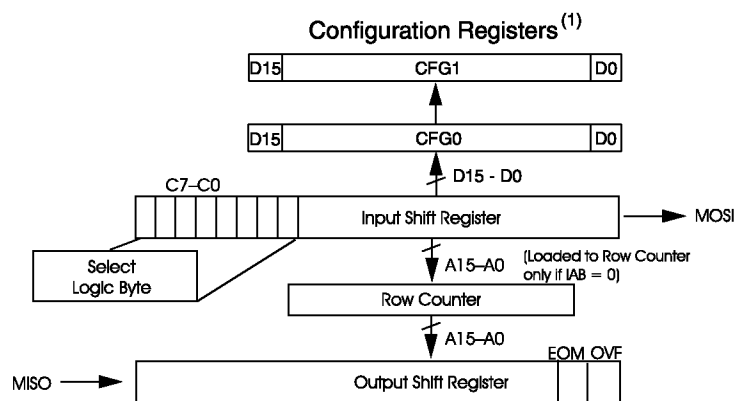 Configuration Registers(1)
D15 CFG1 D0
D15 CFG0 D0
D15 - D0
C7–C0
Input Shift Register
MOSI
Select
Logic Byte
A15–A0
(Loaded to Row Counter
only if IAB = 0)
Row Counter
A15–A0
EOM OVF
MISO
Output Shift Register